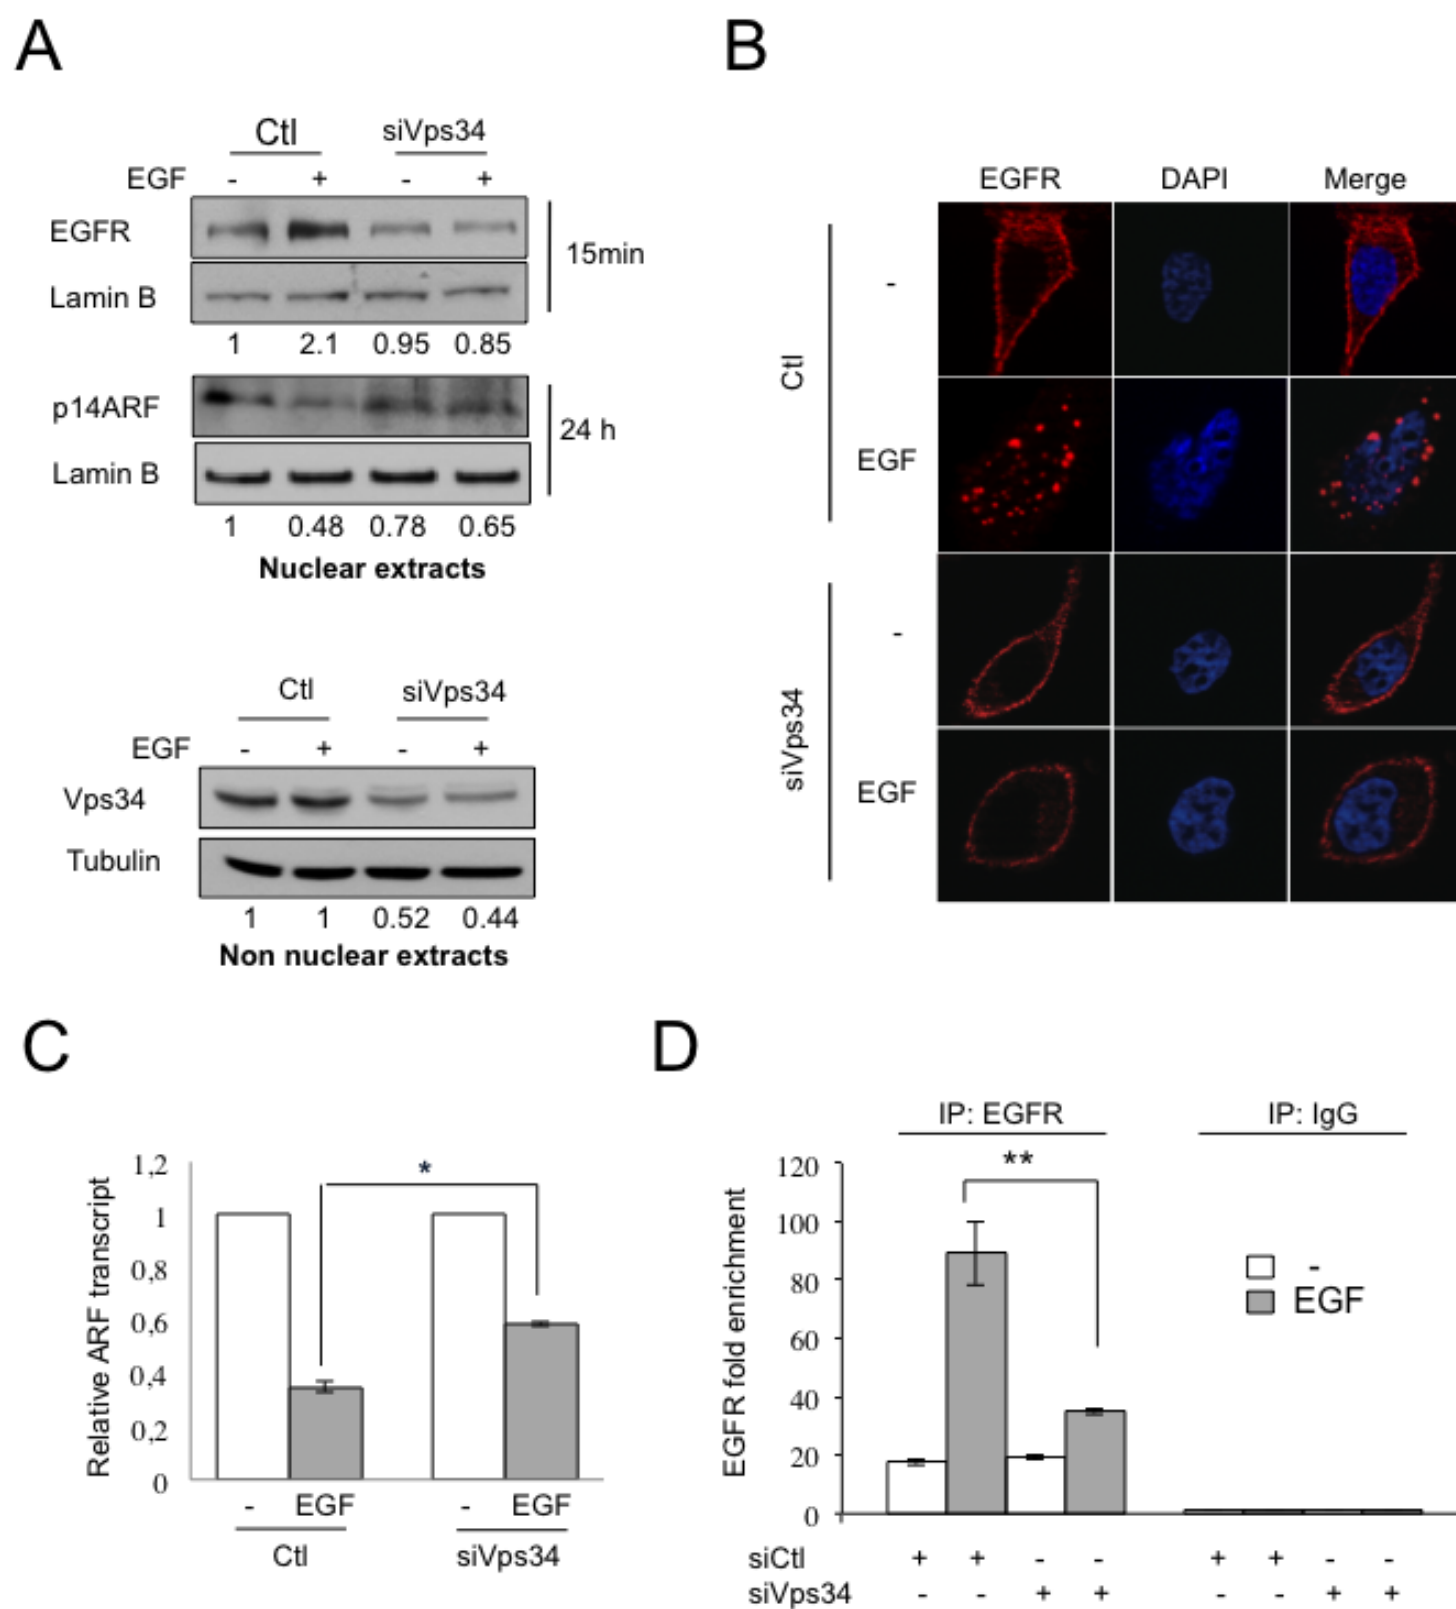 A
Ctl siVps34
EGF - + - +
EGFR
15min
Lamin B
1 2.1 0.95 0.85
p14ARF
24 h
Lamin B
1 0.48 0.78 0.65
Nuclear extracts
Ctl siVps34
EGF - + - +
Vps34
Tubulin
1 1 0.52 0.44
Non nuclear extracts
B
EGFR DAPI Merge
Ctl
-
EGF
siVps34
-
EGF
C
Relative ARF transcript
1,2
1
0,8
0,6
0,4
0,2
0
*
- EGF - EGF
Ctl siVps34
D
IP: EGFR IP: IgG
EGFR fold enrichment
120
100
80
60
40
20
0
**
-
EGF
siCtl + + - - + + - -
siVps34 - - + + - - + +